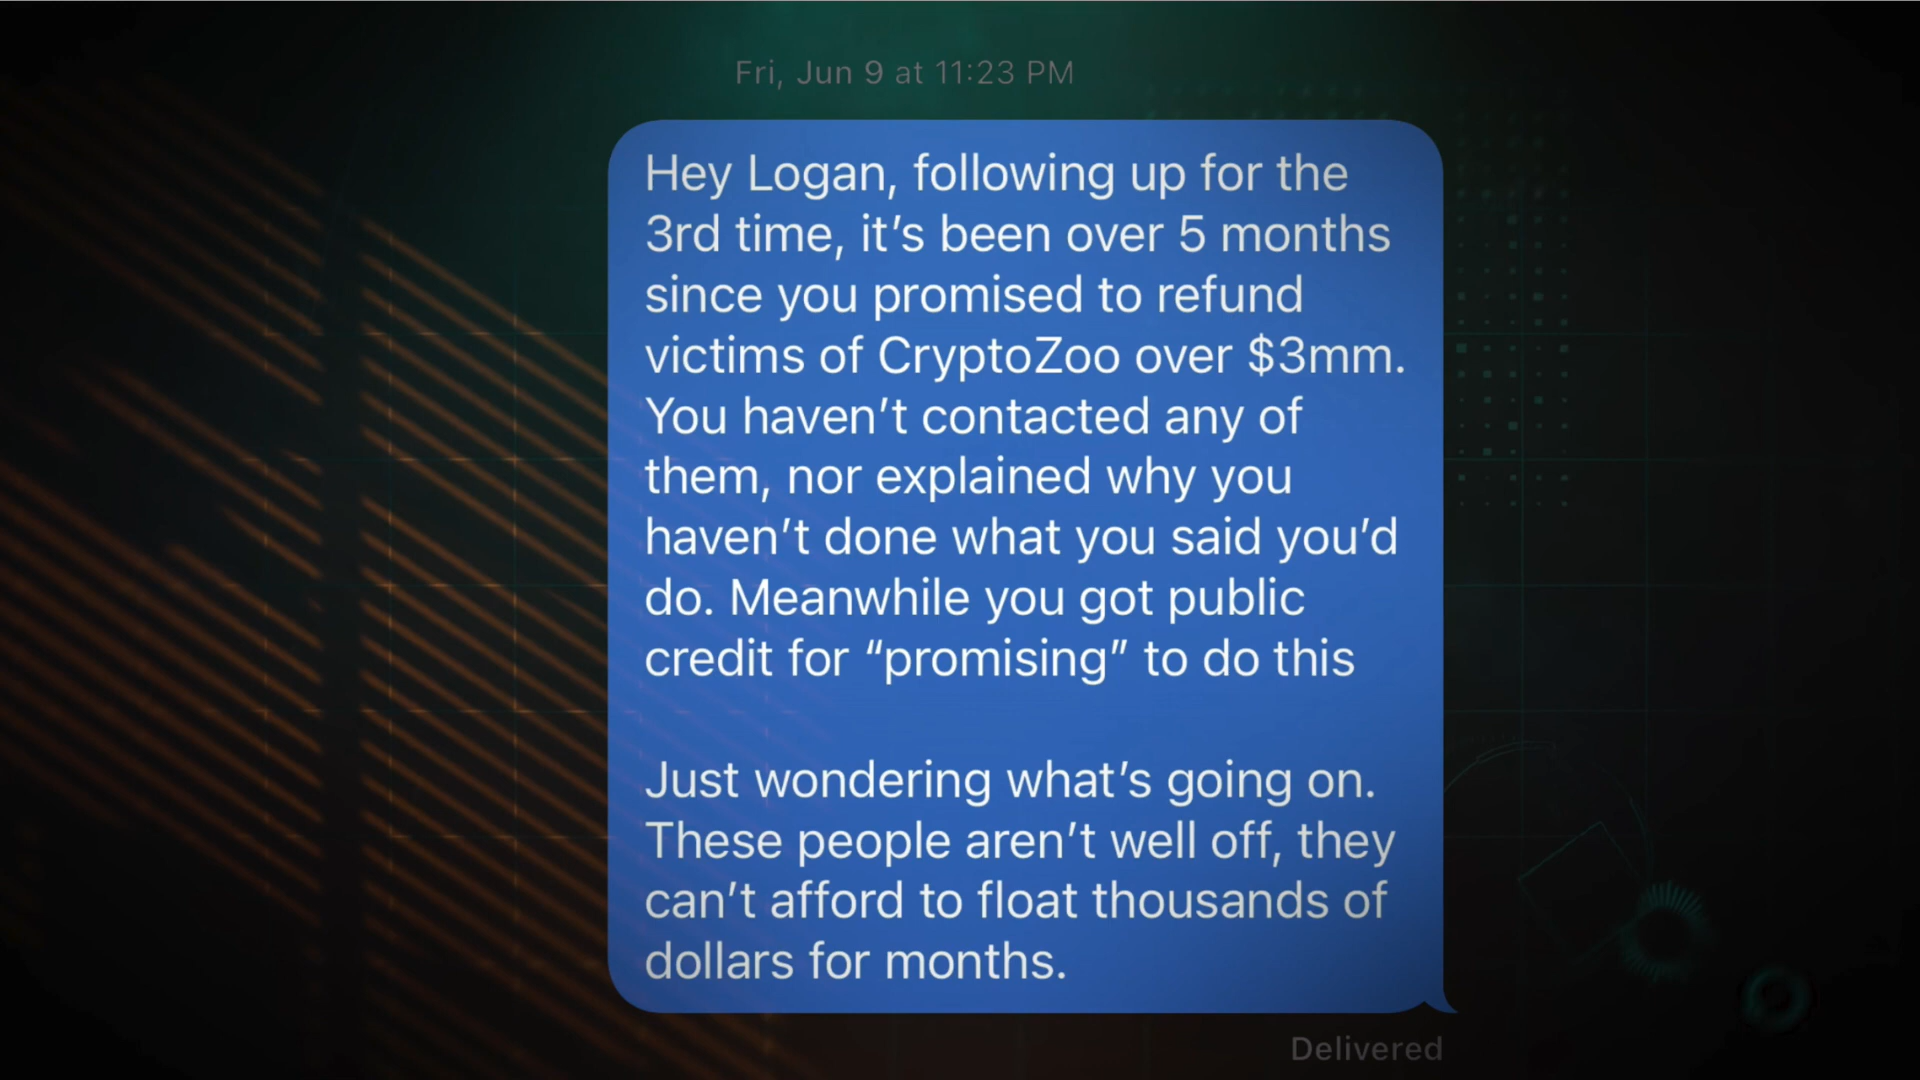 Fri, Jun 9 at 11:23 PM
Hey Logan, following up for the
3rd time, it’s been over 5 months
since you promised to refund
victims of CryptoZoo over $3mm.
You haven’t contacted any of
them, nor explained why you
haven’t done what you said you’d
do. Meanwhile you got public
credit for “promising” to do this
Just wondering what’s going on.
These people aren’t well off, they
can’t afford to float thousands of
dollars for months.
Delivered